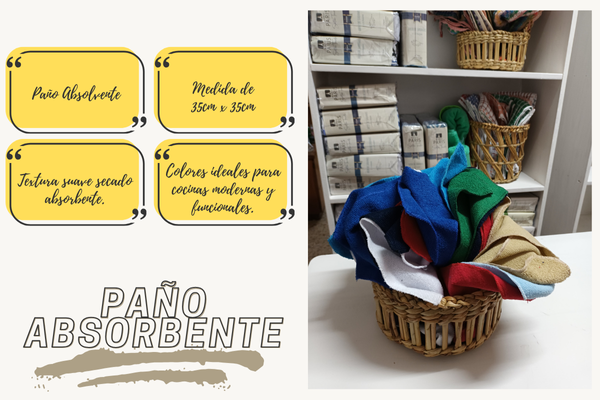 Paño Absolvente
Medida de
35cm x 35cm
Textura suave secado
absorbente.
Colores ideales para
cocinas modernas y
funcionales.
PAÑO
ABSORBENTE